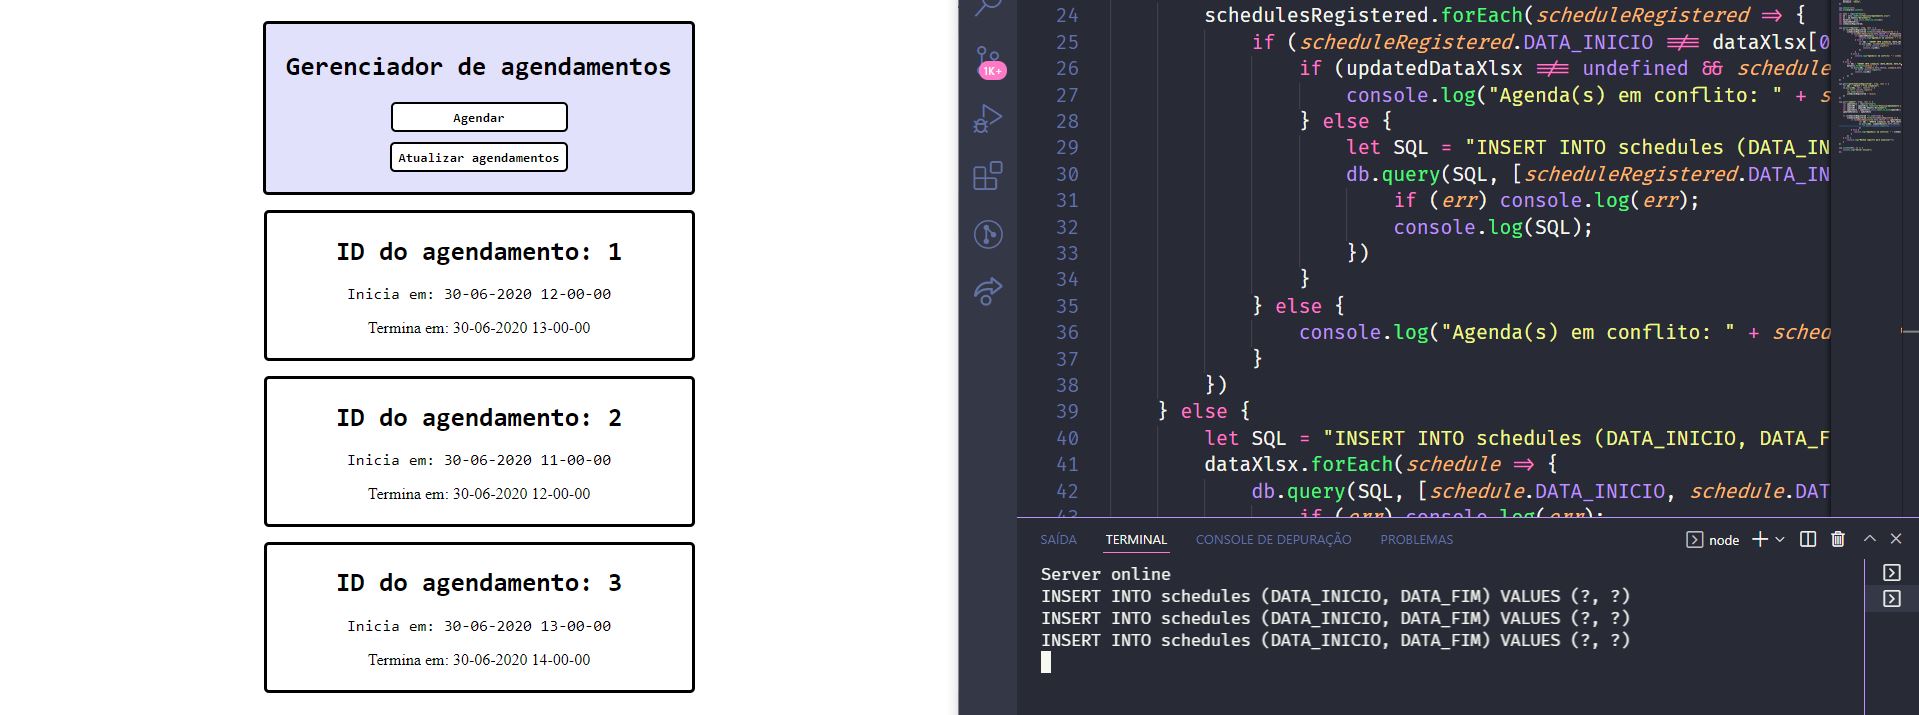 Gerenciador de agendamentos
Agendar
Atualizar agendamentos
ID do agendamento: 1
Inicia em: 30-06-2020 12-00-00
Termina em: 30-06-2020 13-00-00
ID do agendamento: 2
Inicia em: 30-06-2020 11-00-00
Termina em: 30-06-2020 12-00-00
ID do agendamento: 3
Inicia em: 30-06-2020 13-00-00
Termina em: 30-06-2020 14-00-00
1K+
24 schedulesRegistered.forEach(scheduleRegistered => {
25 if (scheduleRegistered.DATA_INICIO !== dataXlsx[0
26 if (updatedDataXlsx !== undefined && schedule
27 console.log("Agenda(s) em conflito: " + s
28 } else {
29 let SQL = "INSERT INTO schedules (DATA_IN
30 db.query(SQL, [scheduleRegistered.DATA_IN
31 if (err) console.log(err);
32 console.log(SQL);
33 })
34 }
35 } else {
36 console.log("Agenda(s) em conflito: " + sched
37 }
38 })
39 } else {
40 let SQL = "INSERT INTO schedules (DATA_INICIO, DATA_F
41 dataXlsx.forEach(schedule => {
42 db.query(SQL, [schedule.DATA_INICIO, schedule.DAT
43 if (err) console.log(err);
SAÍDA TERMINAL CONSOLE DE DEPURAÇÃO PROBLEMAS node
Server online
INSERT INTO schedules (DATA_INICIO, DATA_FIM) VALUES (?, ?)
INSERT INTO schedules (DATA_INICIO, DATA_FIM) VALUES (?, ?)
INSERT INTO schedules (DATA_INICIO, DATA_FIM) VALUES (?, ?)